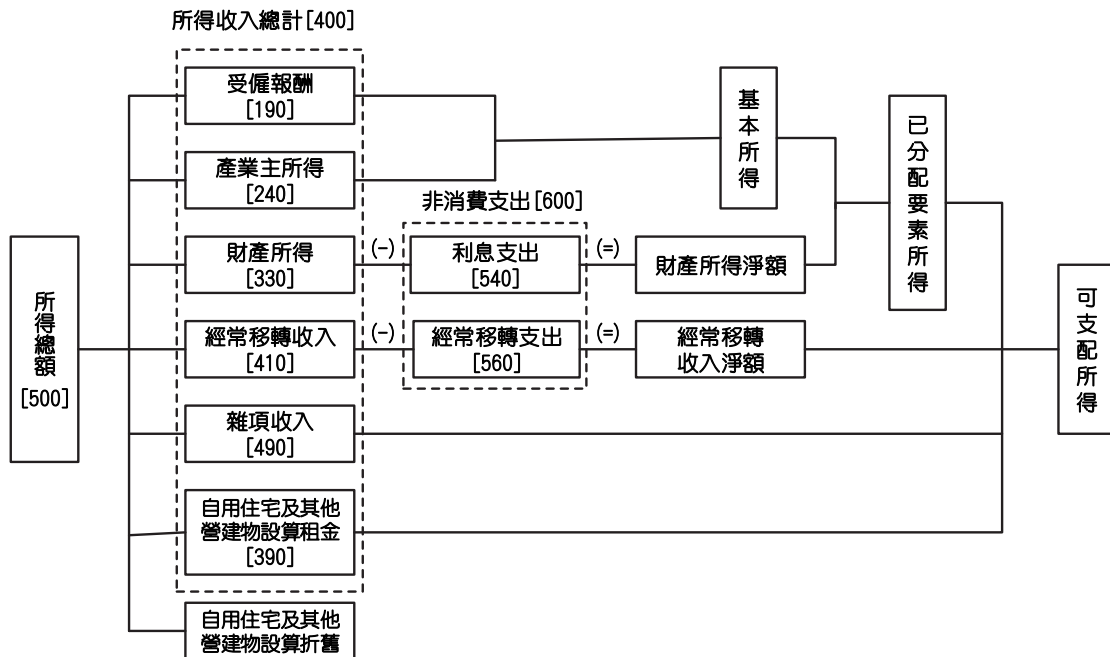 所得收入總計[400]
受僱報酬
[190]
基本所得
已分配要素所得
產業主所得
[240]
非消費支出[600]
所得總額
[500]
財產所得
[330]
(-)
利息支出
[540]
(=)
財產所得淨額
可支配所得
經常移轉收入
[410]
(-)
經常移轉支出
[560]
(=)
經常移轉
收入淨額
雜項收入
[490]
自用住宅及其他
營建物設算租金
[390]
自用住宅及其他
營建物設算折舊